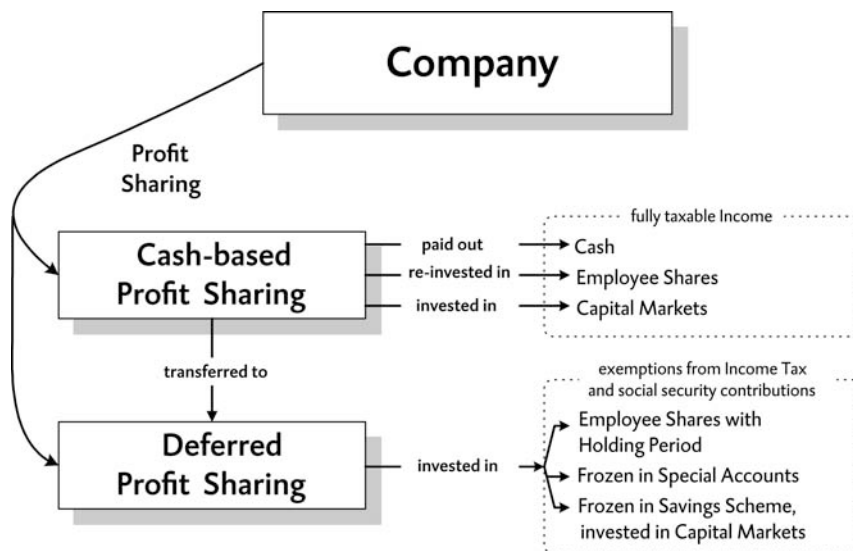 Company
Profit
Sharing
fully taxable Income
Cash-based
Profit Sharing
paid out
Cash
re-invested in
Employee Shares
invested in
Capital Markets
transferred to
exemptions from Income Tax
and social security contributions
Deferred
Profit Sharing
invested in
Employee Shares with
Holding Period
Frozen in Special Accounts
Frozen in Savings Scheme,
invested in Capital Markets